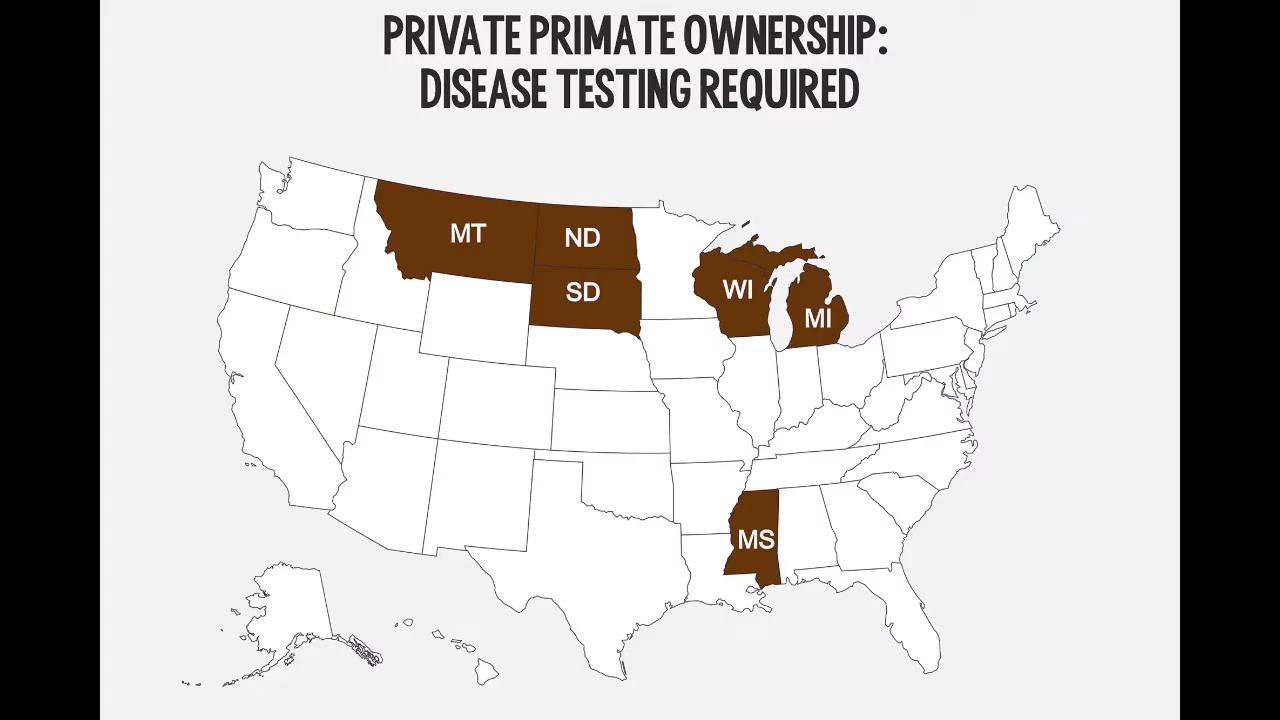 PRIVATE PRIMATE OWNERSHIP:
DISEASE TESTING REQUIRED
MT
ND
SD
WI
MI
MS